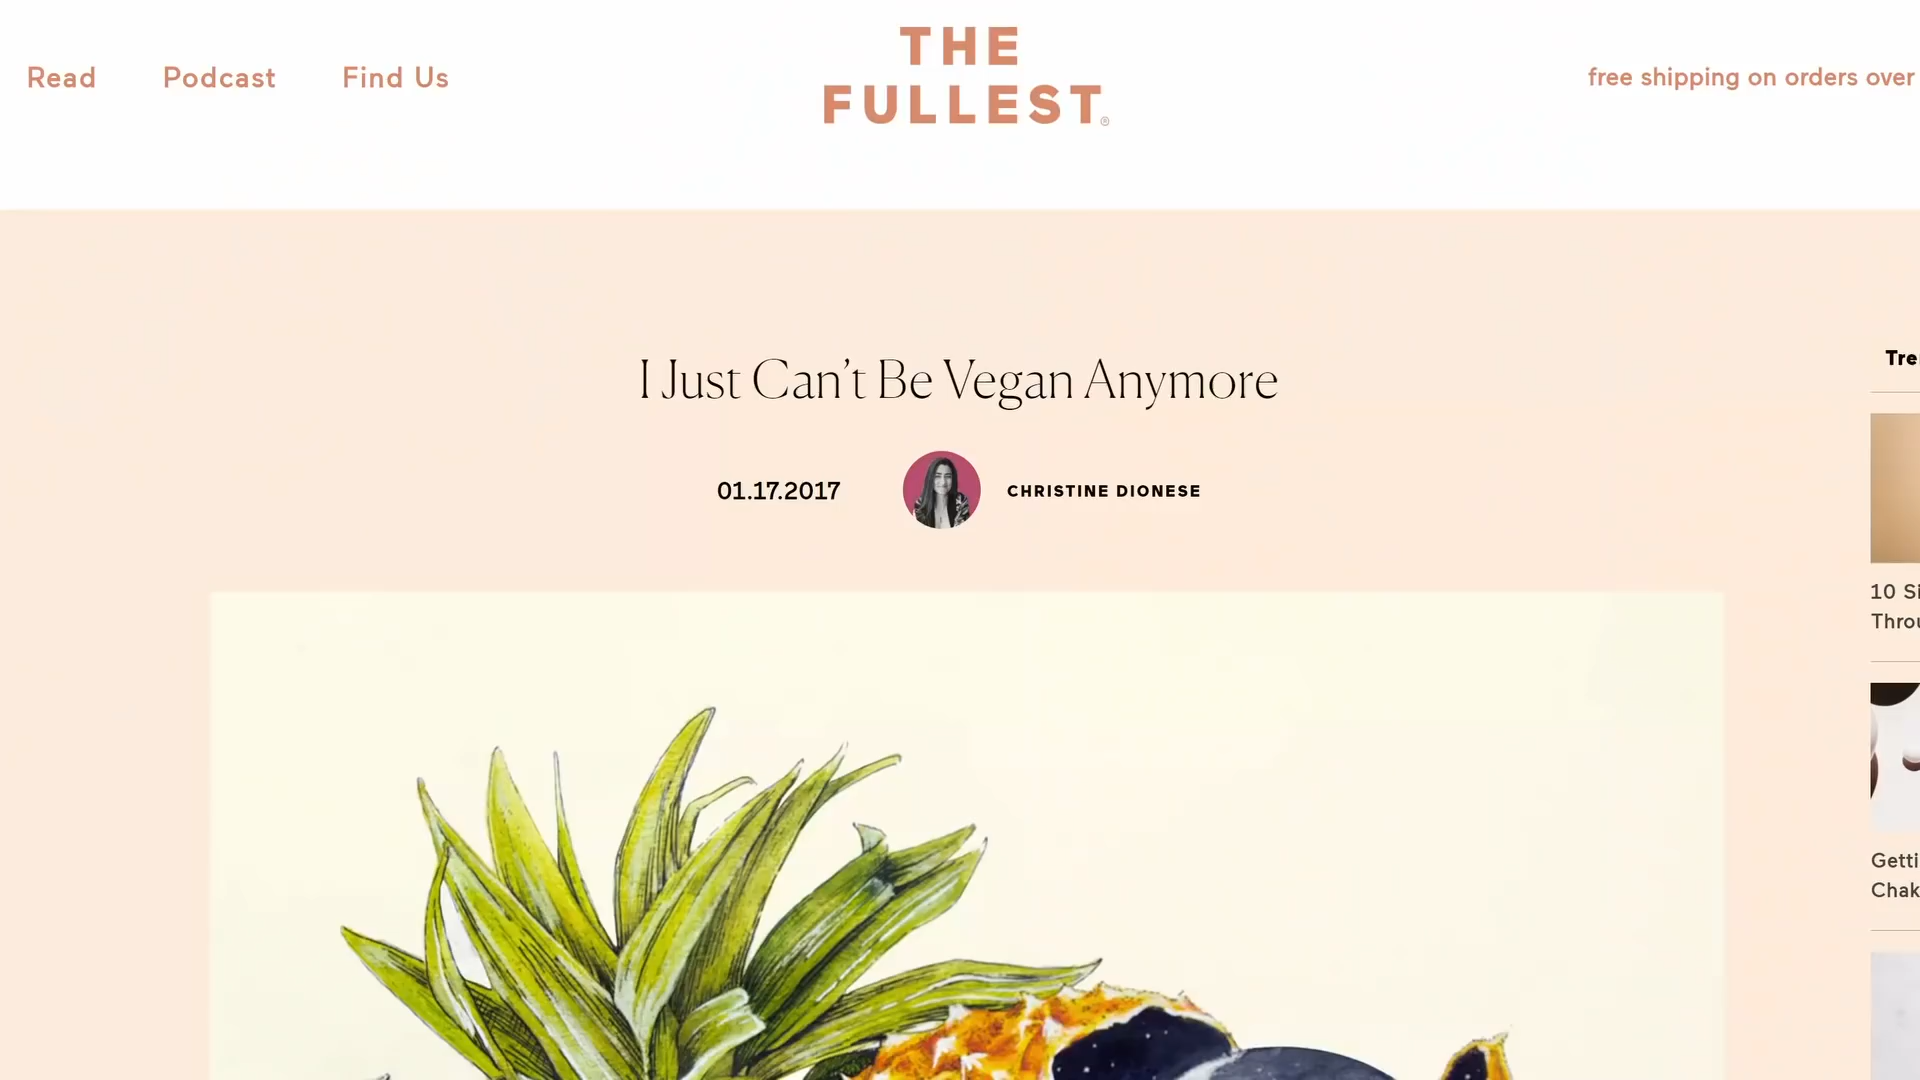 Read
Podcast
Find Us
THE
FULLEST®
free shipping on orders over
I Just Can't Be Vegan Anymore
01.17.2017
CHRISTINE DIONESE
10